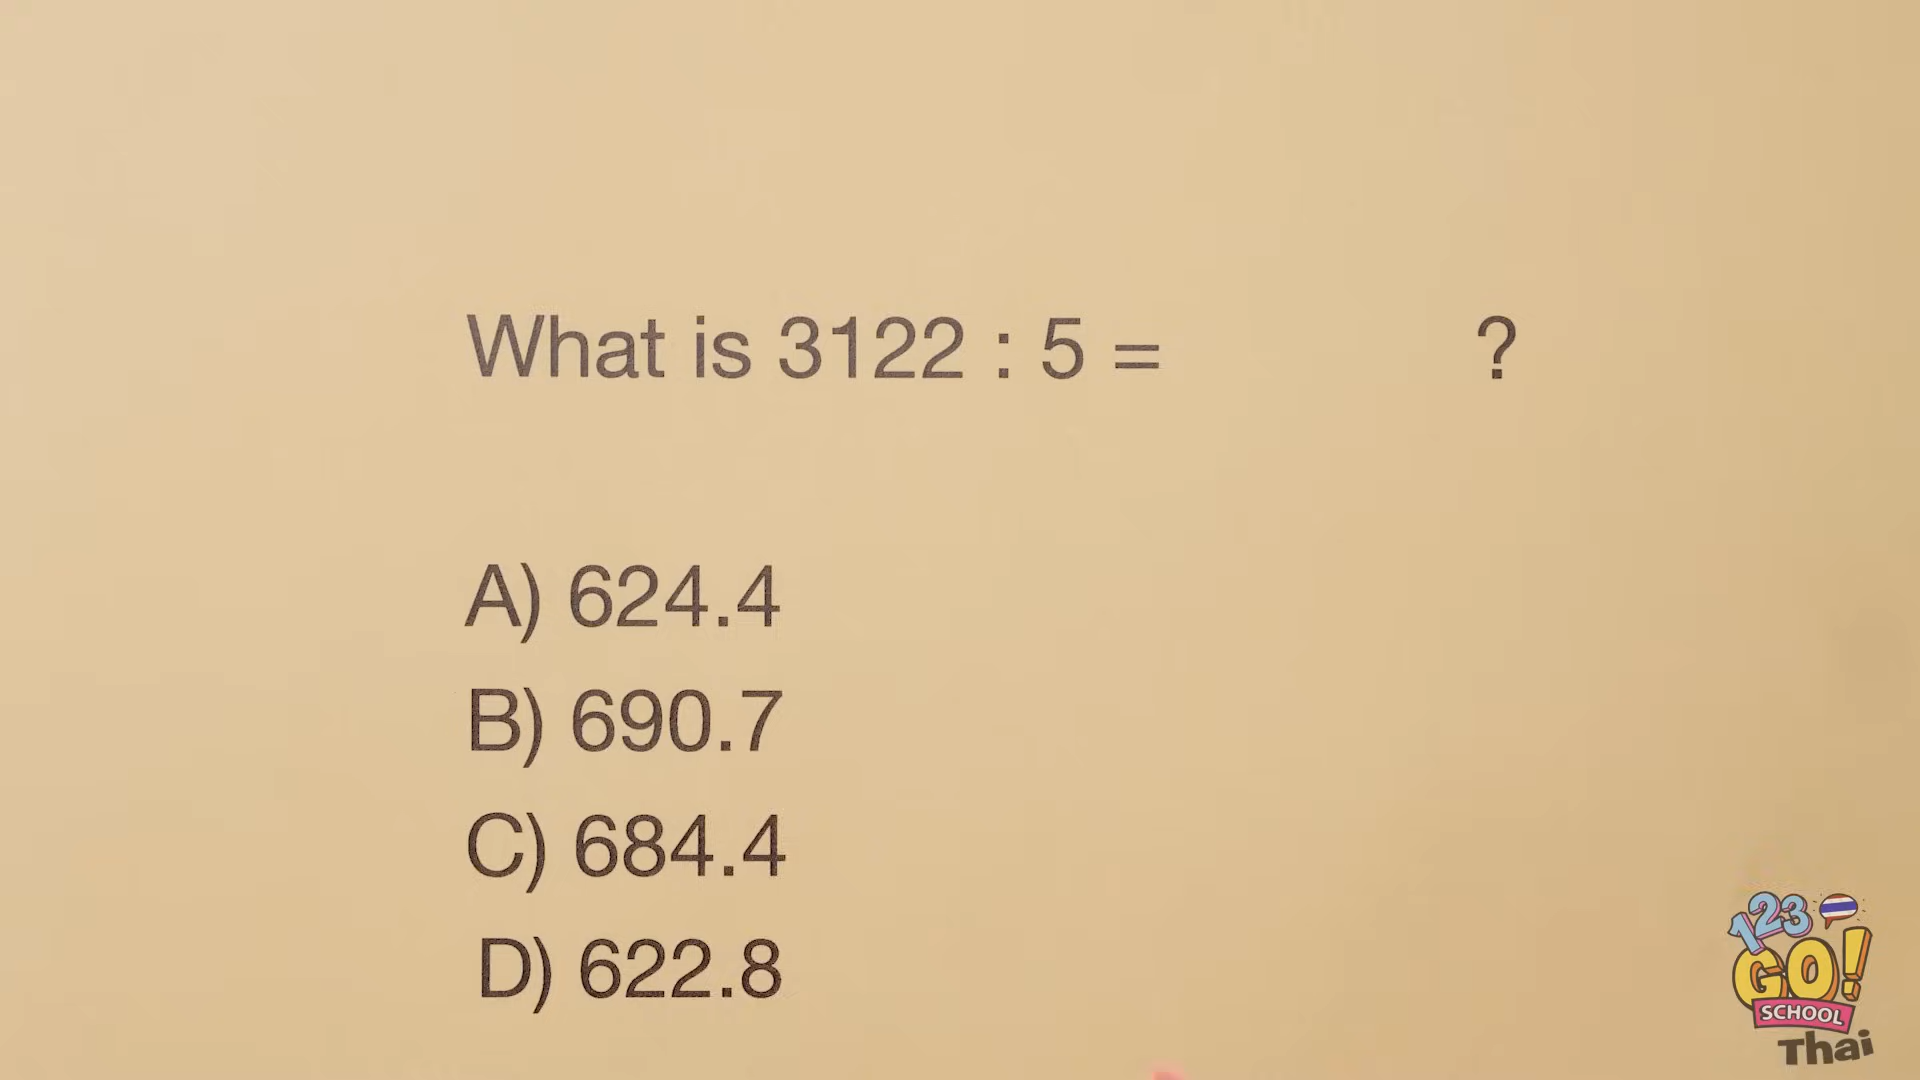 What is 3122 : 5 = ?
A) 624.4
B) 690.7
C) 684.4
D) 622.8
123
GO!
SCHOOL
Thai